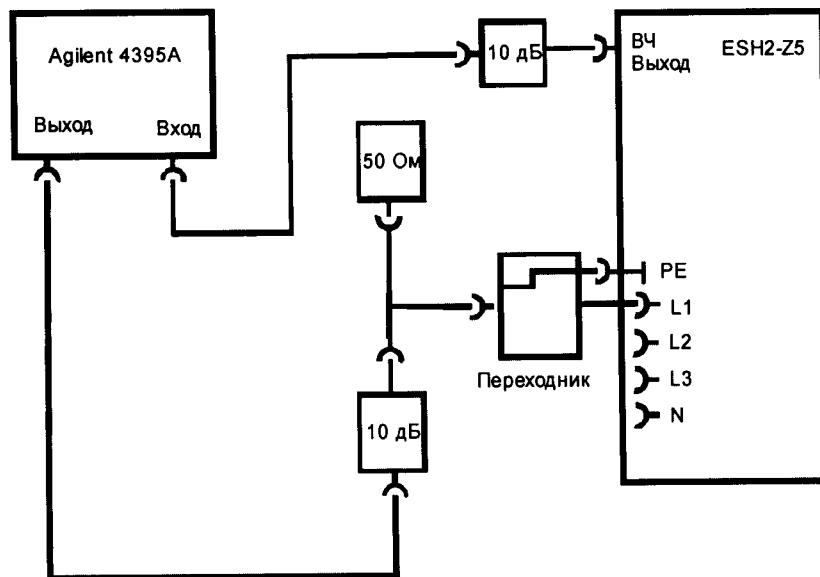 Agilent 4395A
Выход
Вход
10 дБ
ВЧ
Выход
ESH2-Z5
50 Ом
PE
L1
L2
L3
N
Переходник
10 дБ